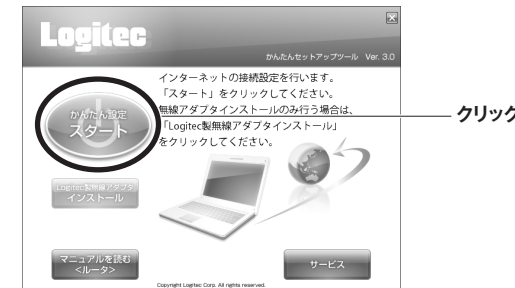 Logitec
かんたんセットアップツール Ver. 3.0
インターネットの接続設定を行います。
「スタート」をクリックしてください。
無線アダプタインストールのみ行う場合は、
「Logitec製無線アダプタインストール」
をクリックしてください。
かんたん設定
スタート
クリック
Logitec製無線アダプタ
インストール
マニュアルを読む
<ルータ>
サービス
Copyright Logitec Corp. All rights reserved.